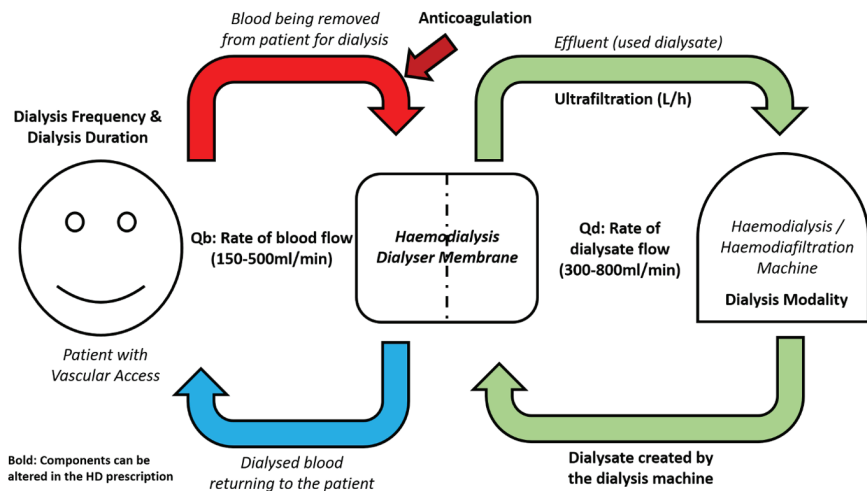 Blood being removed
from patient for dialysis
Anticoagulation
Effluent (used dialysate)
Ultrafiltration (L/h)
Dialysis Frequency &
Dialysis Duration
Qb: Rate of blood flow
(150-500ml/min)
Haemodialysis
Dialyser Membrane
Qd: Rate of
dialysate flow
(300-800ml/min)
Haemodialysis /
Haemodiafiltration
Machine
Dialysis Modality
Patient with
Vascular Access
Bold: Components can be
altered in the HD prescription
Dialysed blood
returning to the patient
Dialysate created by
the dialysis machine